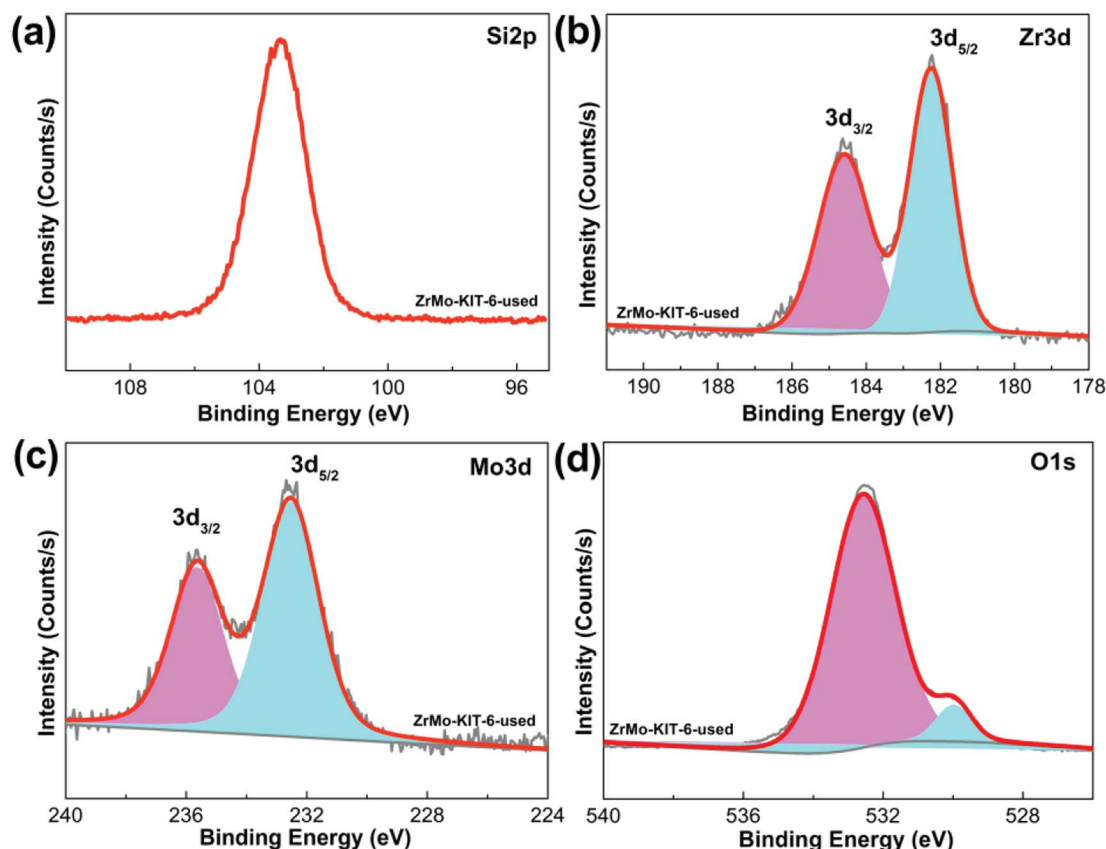 (a)
Si2p
Intensity (Counts/s)
ZrMo-KIT-6-used
108 104 100 96
Binding Energy (eV)
(b)
Zr3d
3d5/2
3d3/2
Intensity (Counts/s)
ZrMo-KIT-6-used
190 188 186 184 182 180 178
Binding Energy (eV)
(c)
Mo3d
3d5/2
3d3/2
Intensity (Counts/s)
ZrMo-KIT-6-used
240 236 232 228 224
Binding Energy (eV)
(d)
O1s
Intensity (Counts/s)
ZrMo-KIT-6-used
540 536 532 528
Binding Energy (eV)